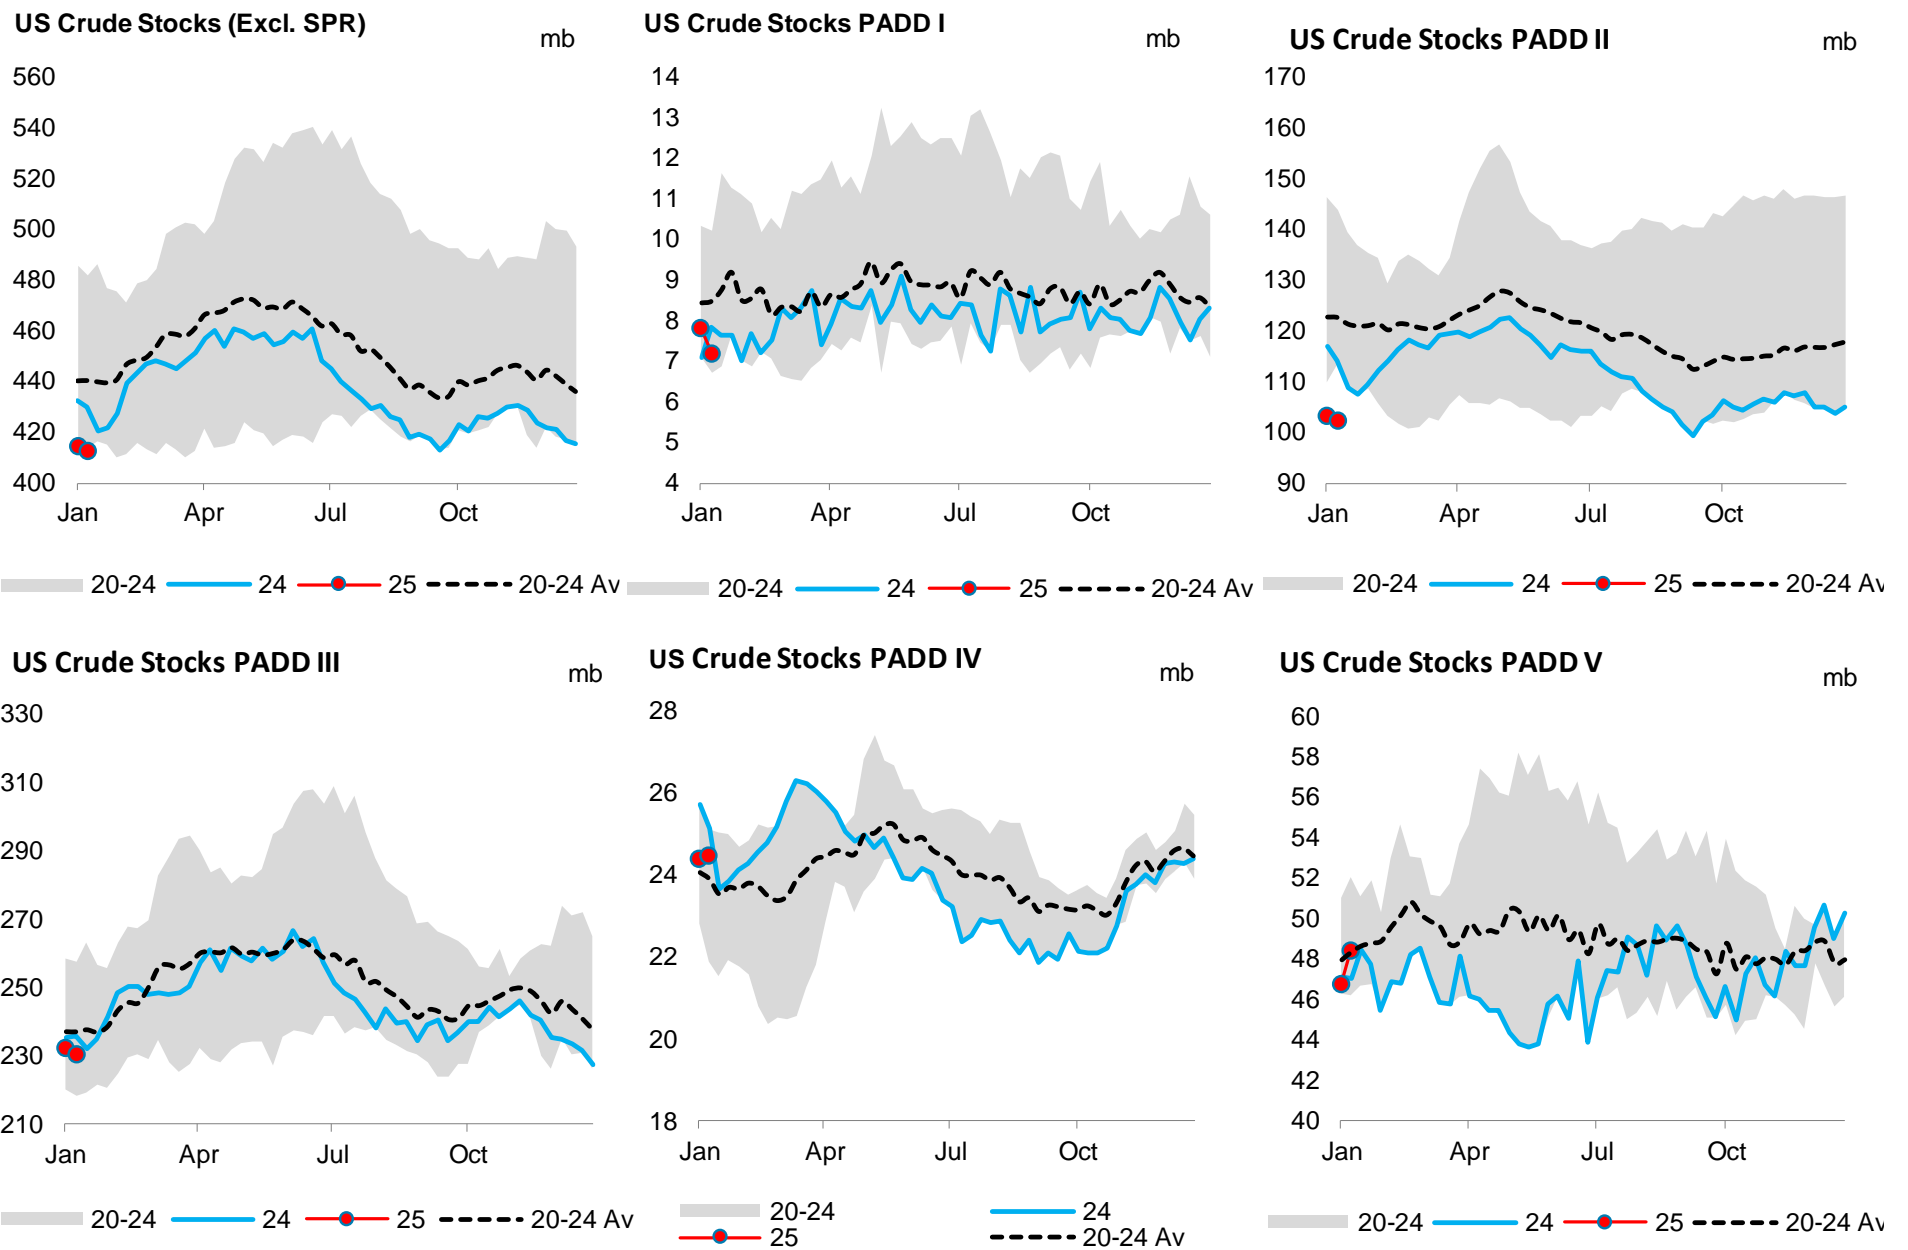 US Crude Stocks (Excl. SPR)
mb
560
540
520
500
480
460
440
420
400
Jan Apr Jul Oct
20-24 24 25 20-24 Av
US Crude Stocks PADD I
mb
14
13
12
11
10
9
8
7
6
5
4
Jan Apr Jul Oct
20-24 24 25 20-24 Av
US Crude Stocks PADD II
mb
170
160
150
140
130
120
110
100
90
Jan Apr Jul Oct
20-24 24 25 20-24 Av
US Crude Stocks PADD III
mb
330
310
290
270
250
230
210
Jan Apr Jul Oct
20-24 24 25 20-24 Av
US Crude Stocks PADD IV
mb
28
26
24
22
20
18
Jan Apr Jul Oct
20-24 24
25 20-24 Av
US Crude Stocks PADD V
mb
60
58
56
54
52
50
48
46
44
42
40
Jan Apr Jul Oct
20-24 24 25 20-24 Av